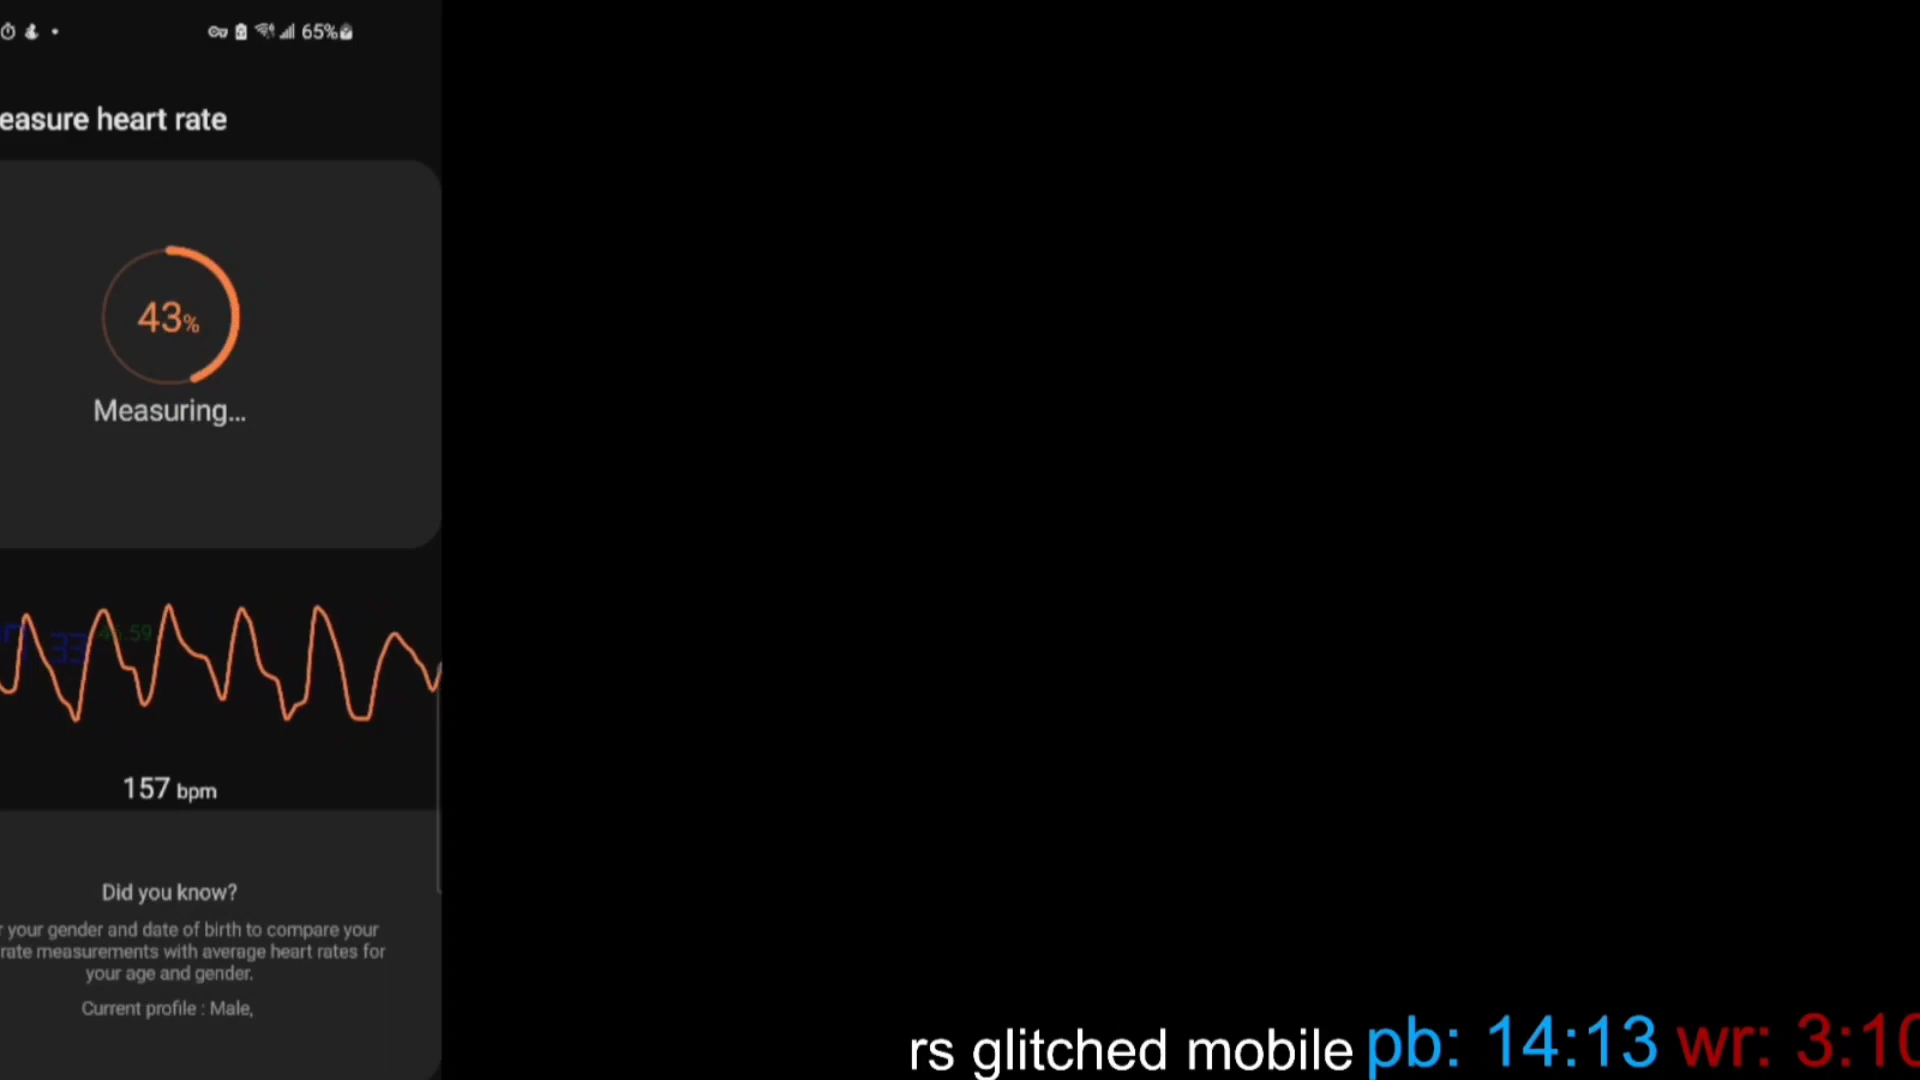 65%
easure heart rate
43%
Measuring...
45.59
157 bpm
Did you know?
r your gender and date of birth to compare your
rate measurements with average heart rates for
your age and gender.
Current profile : Male,
rs glitched mobile pb: 14:13 wr: 3:10